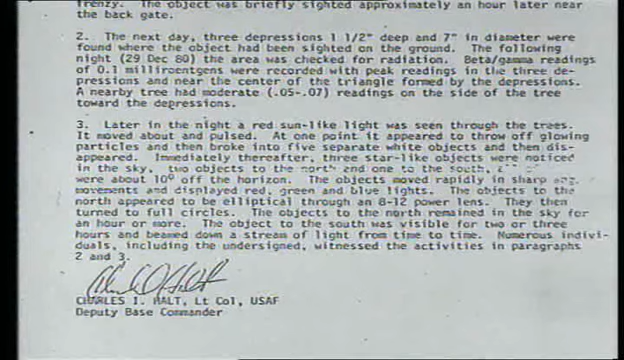 frenzy. The object was briefly sighted approximately an hour later near
the back gate.
2. The next day, three depressions 1 1/2" deep and 7" in diameter were
found where the object had been sighted on the ground. The following
night (29 Dec 80) the area was checked for radiation. Beta/gamma readings
of 0.1 milliroentgens were recorded with peak readings in the three de-
pressions and near the center of the triangle formed by the depressions.
A nearby tree had moderate (.05-.07) readings on the side of the tree
toward the depressions.
3. Later in the night a red sun-like light was seen through the trees.
It moved about and pulsed. At one point it appeared to throw off glowing
particles and then broke into five separate white objects and then dis-
appeared. Immediately thereafter, three star-like objects were noticed
in the sky, two objects to the north and one to the south,
were about 10° off the horizon. The objects moved rapidly in sharp
movements and displayed red, green and blue lights. The objects to the
north appeared to be elliptical through an 8-12 power lens. They then
turned to full circles. The objects to the north remained in the sky for
an hour or more. The object to the south was visible for two or three
hours and beamed down a stream of light from time to time. Numerous indivi-
duals, including the undersigned, witnessed the activities in paragraphs
2 and 3.
CHARLES I. HALT, Lt Col, USAF
Deputy Base Commander